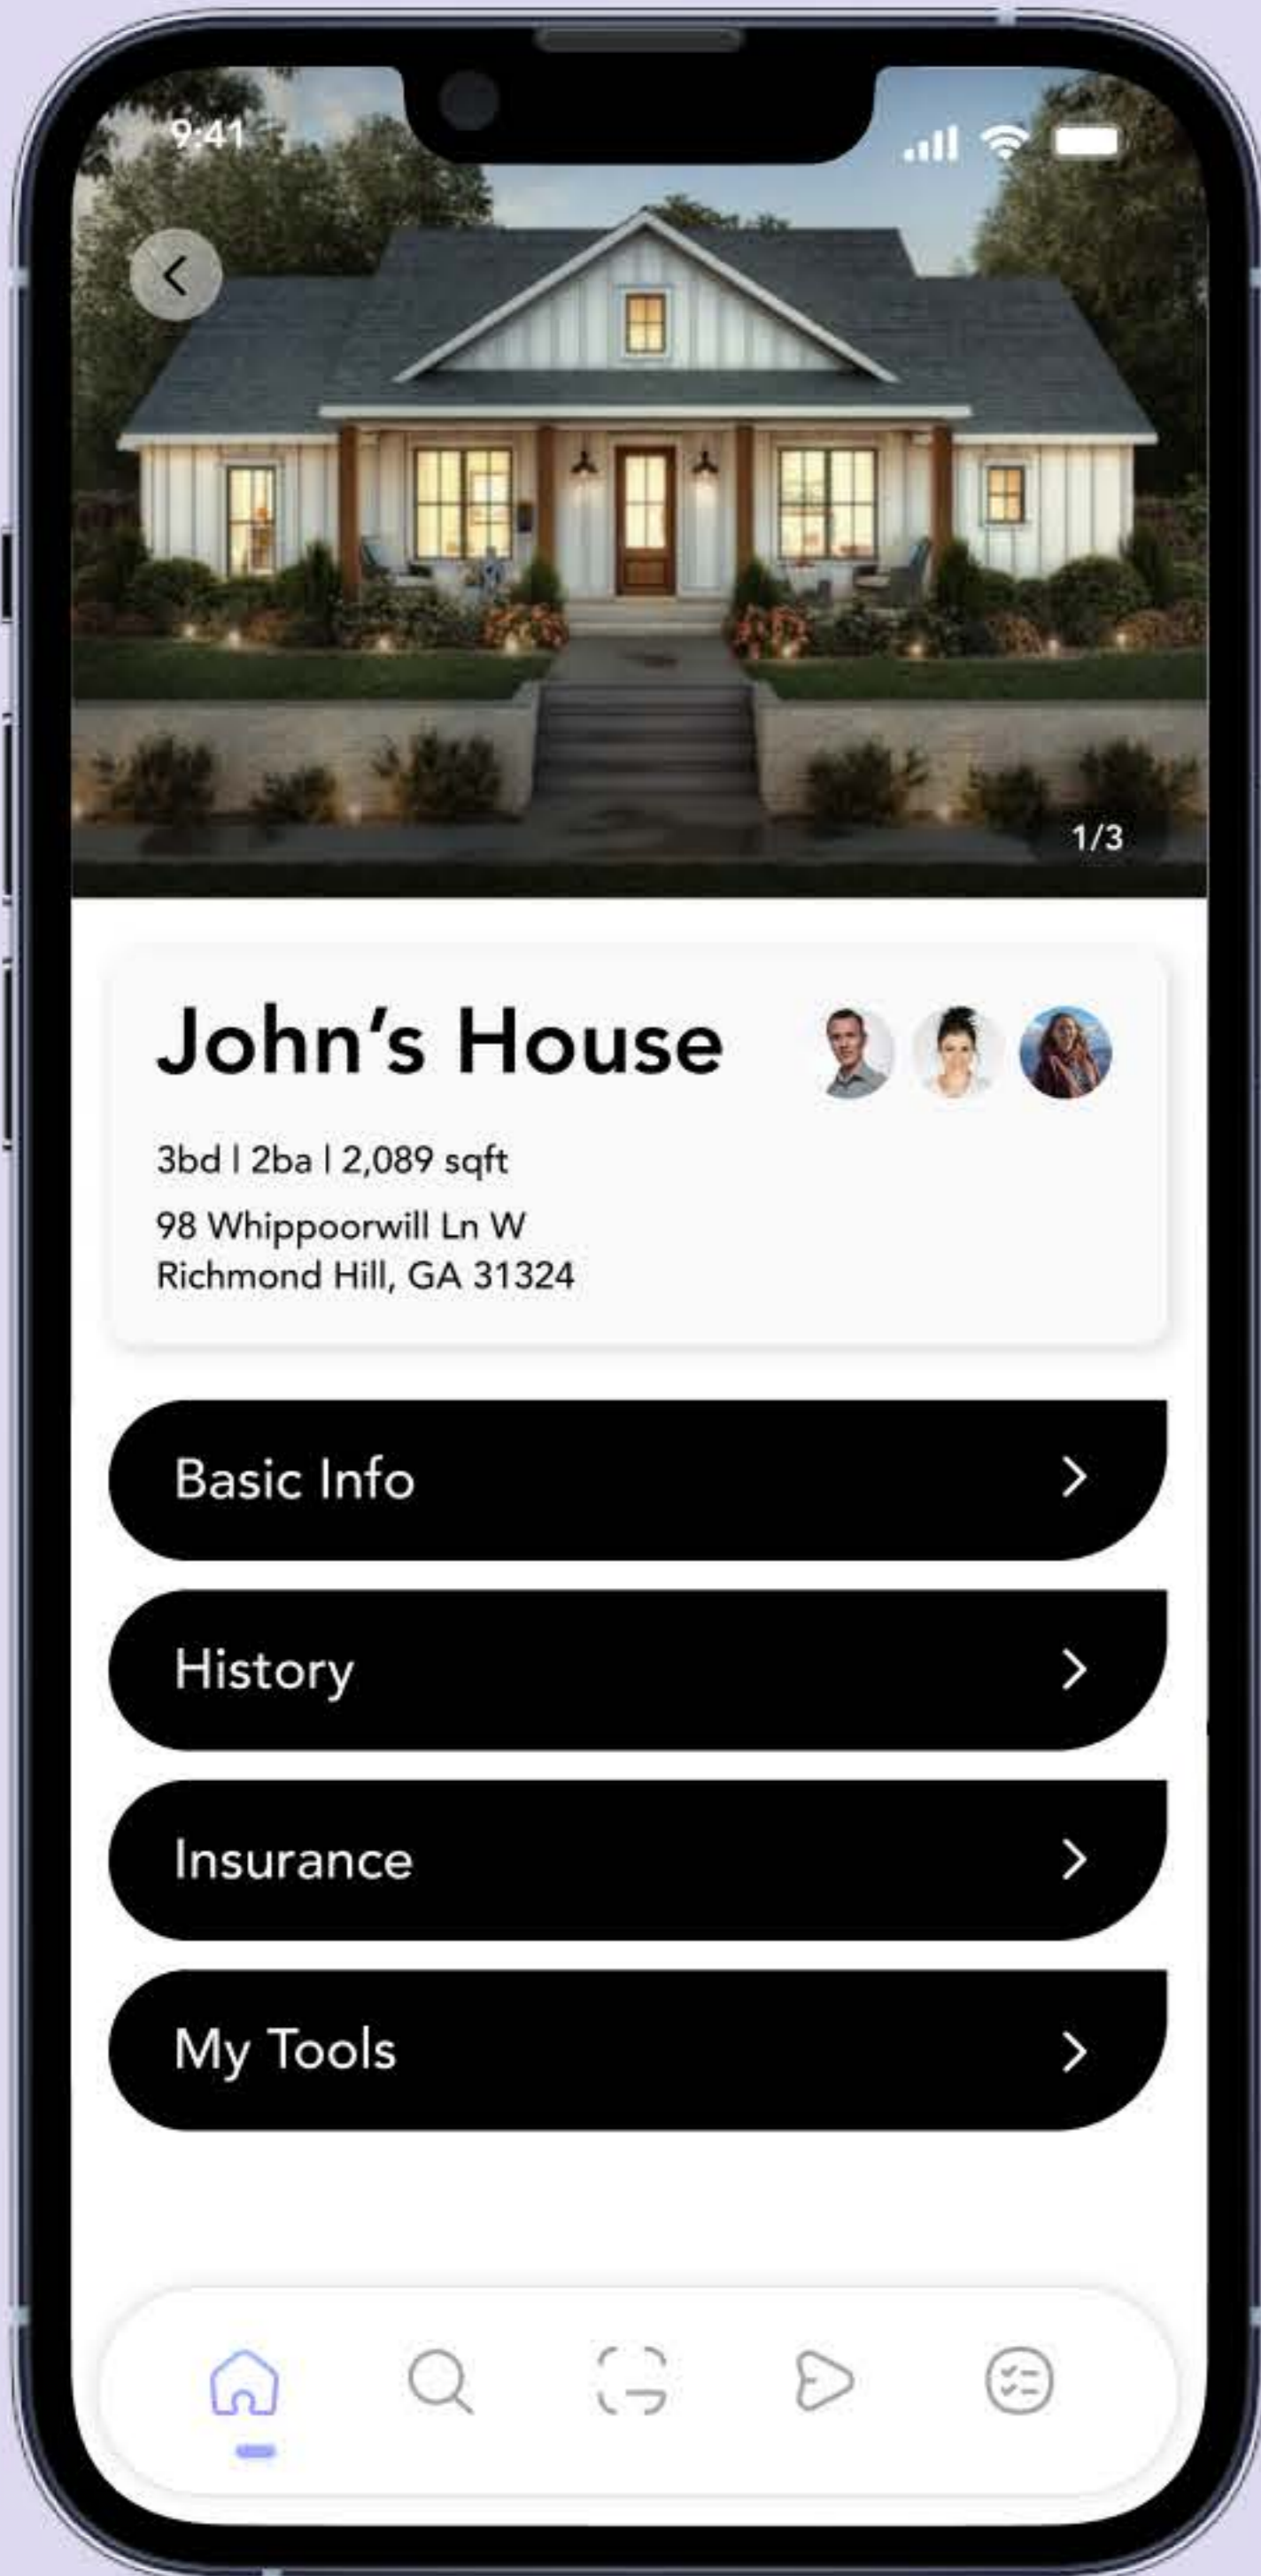 9:41
1/3
John’s House
3bd | 2ba | 2,089 sqft
98 Whippoorwill Ln W
Richmond Hill, GA 31324
Basic Info
History
Insurance
My Tools